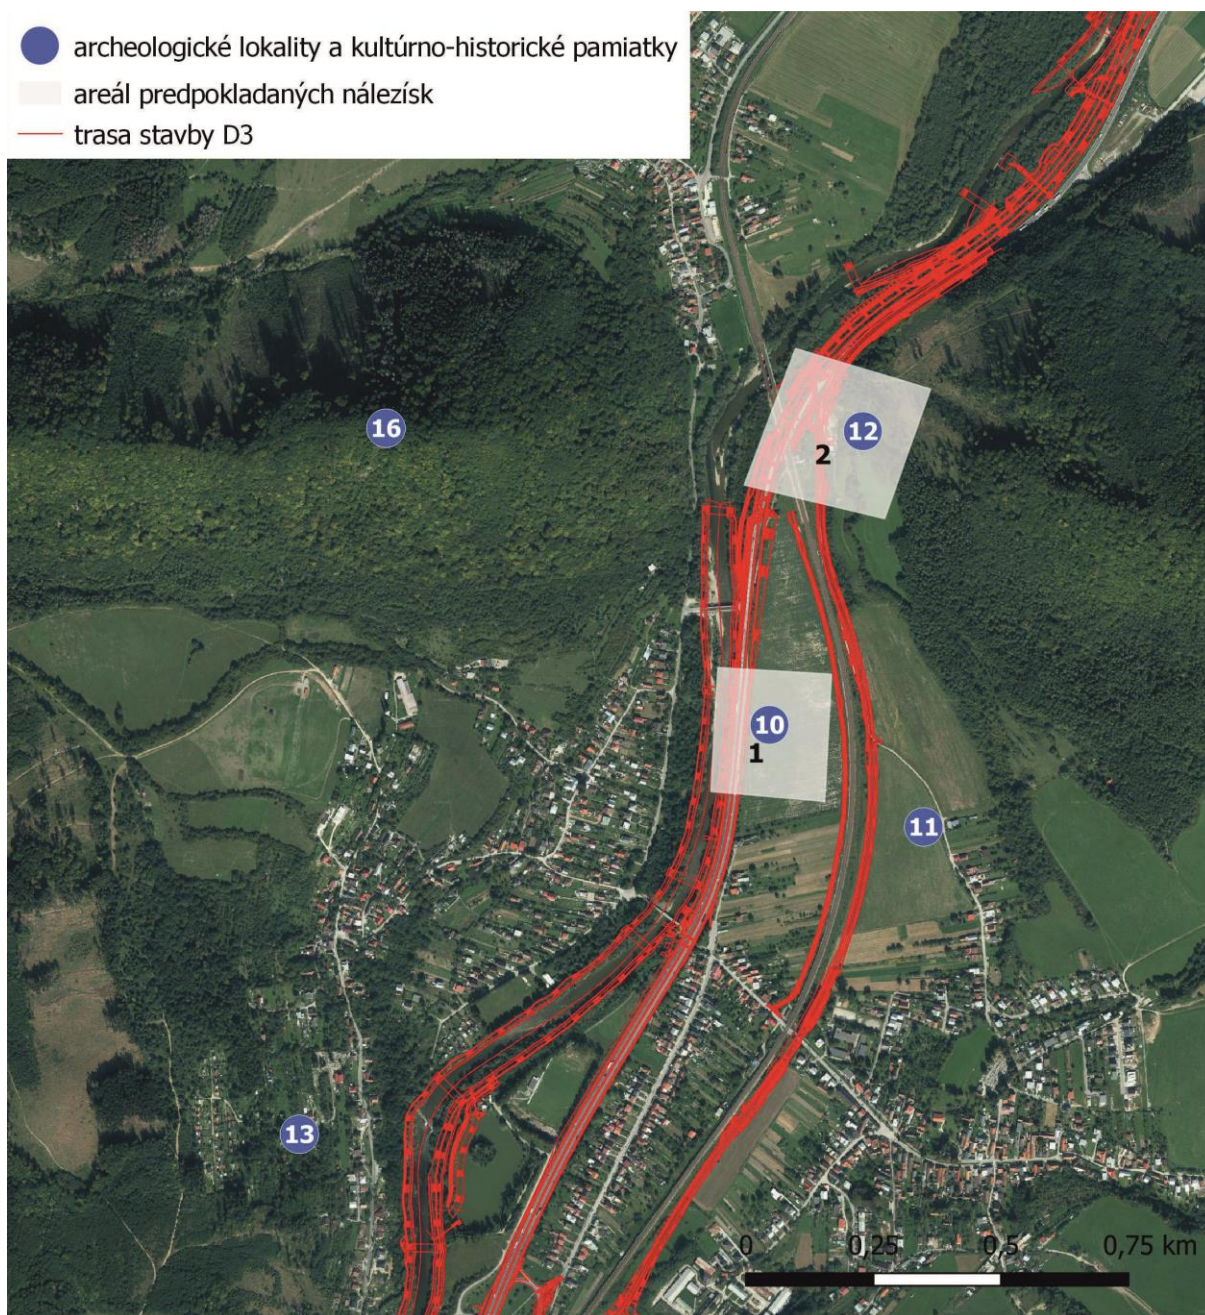 archeologické lokality a kultúrno-historické pamiatky
areál predpokladaných nálezísk
trasa stavby D3
16
12
2
10
1
11
13
0 0,25 0,5 0,75 km